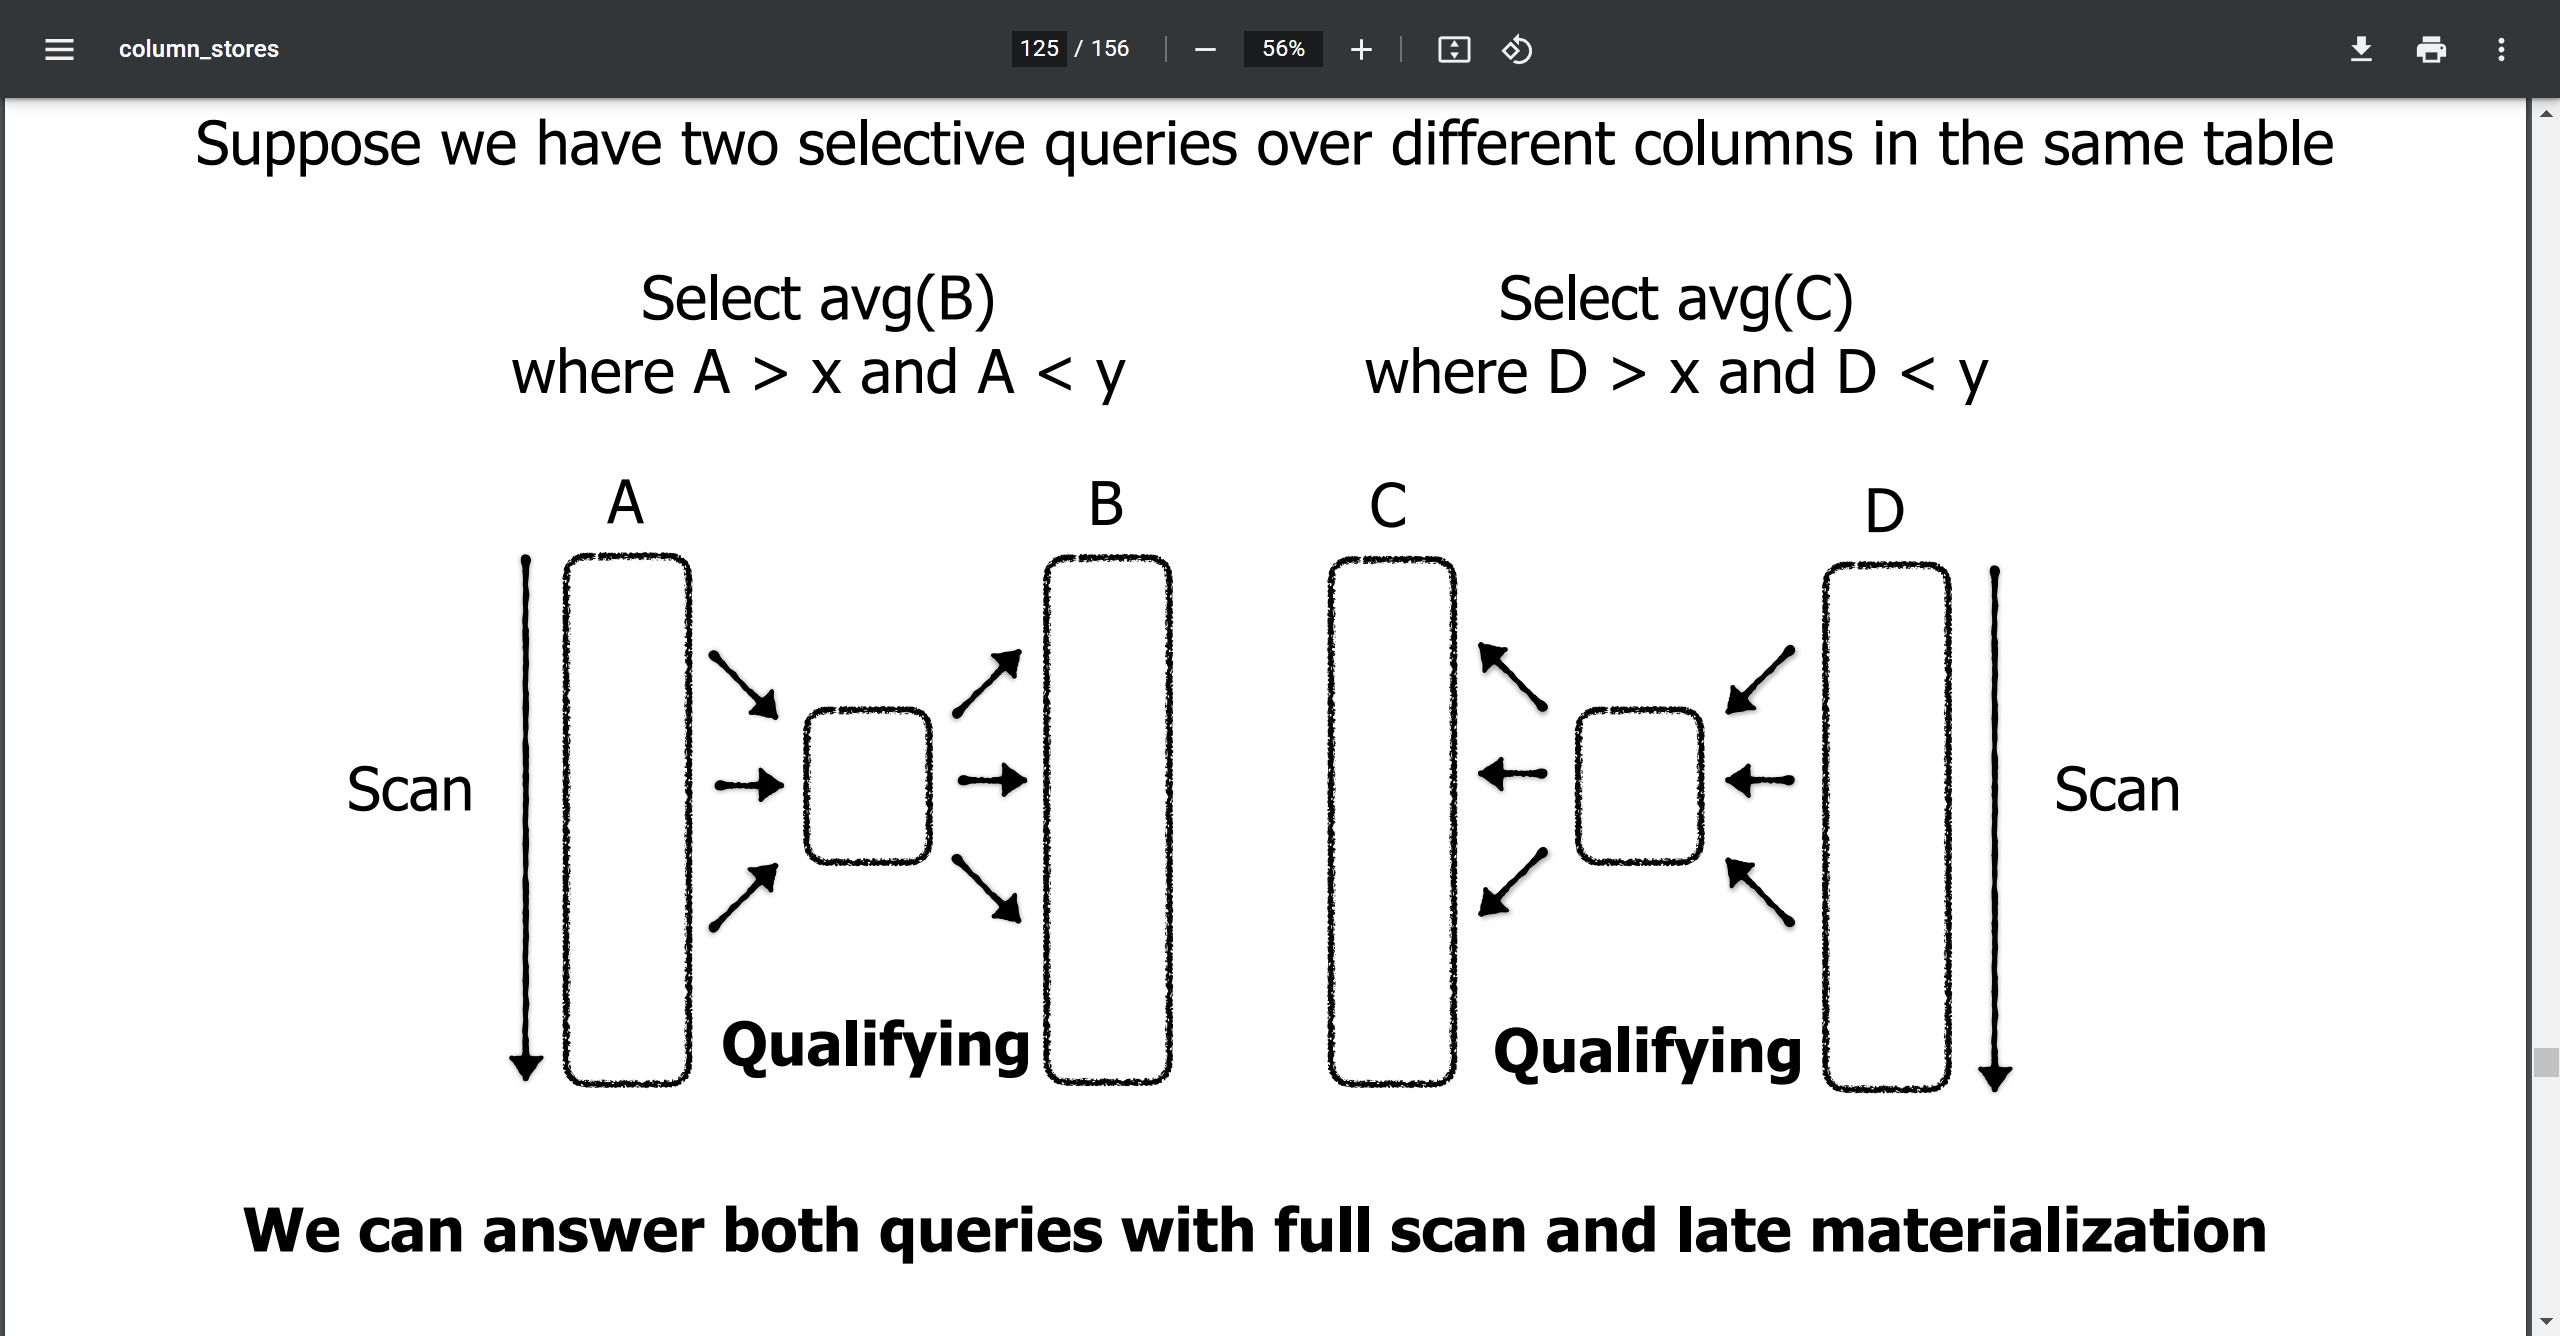 column_stores
125 / 156
56%
Suppose we have two selective queries over different columns in the same table
Select avg(B)
where A > x and A < y
Select avg(C)
where D > x and D < y
A
B
C
D
Scan
Scan
Qualifying
Qualifying
We can answer both queries with full scan and late materialization